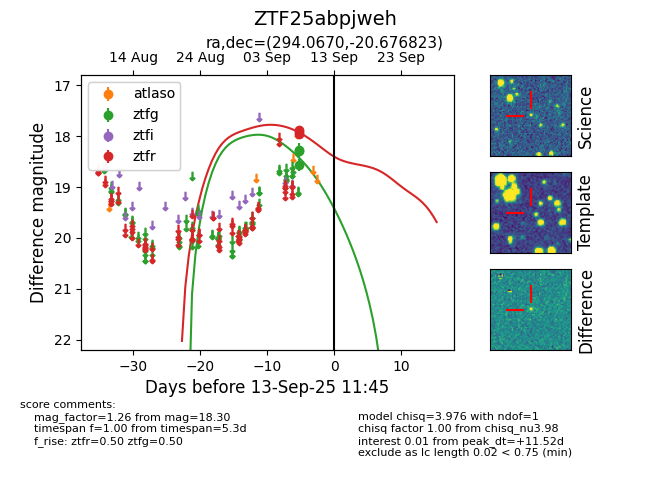 ZTF25abpjweh
ra,dec=(294.0670,-20.676823)
14 Aug 24 Aug 03 Sep 13 Sep 23 Sep
17
18
19
20
21
22
Difference magnitude
atlaso
ztfg
ztfi
ztfr
−30 −20 −10 0 10
Days before 13-Sep-25 11:45
Science
Template
Difference
score comments:
mag_factor=1.26 from mag=18.30
timespan f=1.00 from timespan=5.3d
f_rise: ztfr=0.50 ztfg=0.50
model chisq=3.976 with ndof=1
chisq factor 1.00 from chisq_nu3.98
interest 0.01 from peak_dt=+11.52d
exclude as lc length 0.02 < 0.75 (min)